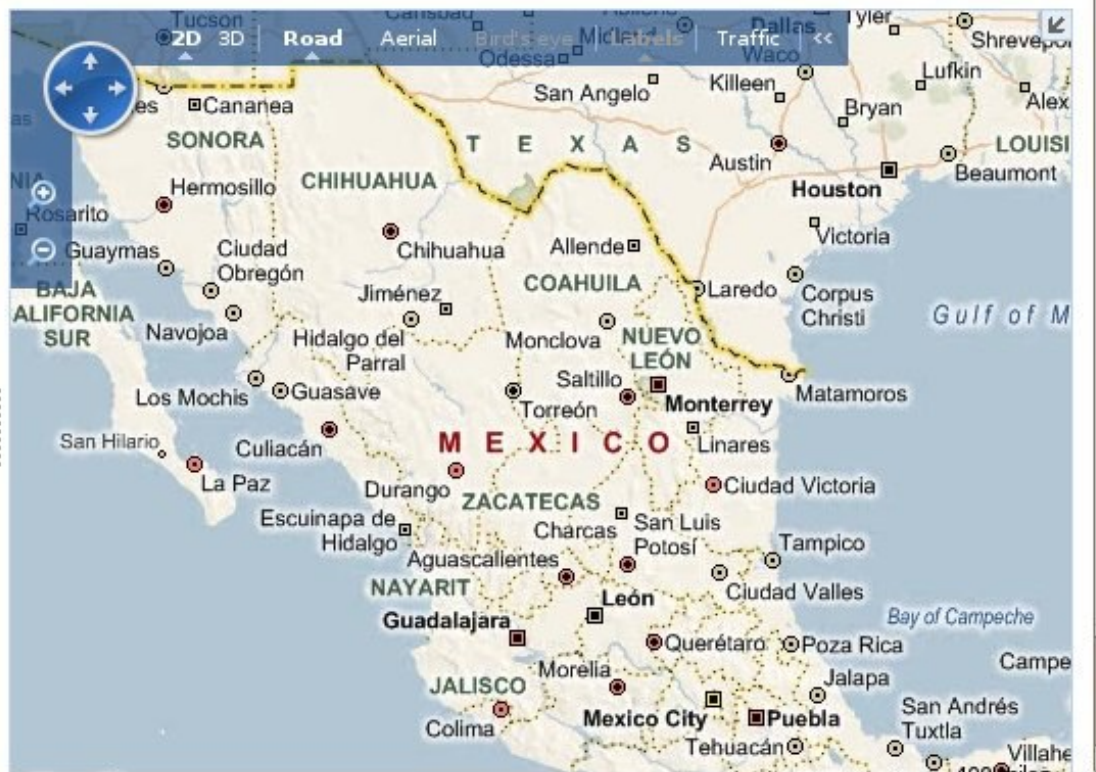 Tucson
Carlsbad
Abilene
Tyler
2D 3D Road Aerial Bird's eye Labels Traffic <<
Dallas
Midland
Odessa
Waco
Shrevepo
Cananea
San Angelo
Killeen
Lufkin
Bryan
Alex
SONORA
TEXAS
Austin
LOUISI
Beaumont
Hermosillo
CHIHUAHUA
Houston
NIA
Rosarito
Guaymas
Ciudad
Obregón
Chihuahua
Allende
Victoria
BAJA
ALIFORNIA
SUR
COAHUILA
Jiménez
Laredo
Corpus
Christi
Gulf of M
Navojoa
Hidalgo del
Parral
Monclova
NUEVO
LEÓN
Los Mochis
Guasave
Saltillo
Torreón
Monterrey
Matamoros
San Hilario
Culiacán
MEXICO
Linares
La Paz
Durango
ZACATECAS
Ciudad Victoria
Escuinapa de
Hidalgo
Charcas
San Luis
Potosí
Tampico
Aguascalientes
NAYARIT
León
Ciudad Valles
Guadalajara
Bay of Campeche
Querétaro
Poza Rica
Campe
Morelia
JALISCO
Jalapa
Colima
Mexico City
Puebla
San Andrés
Tuxtla
Tehuacán
Villahe